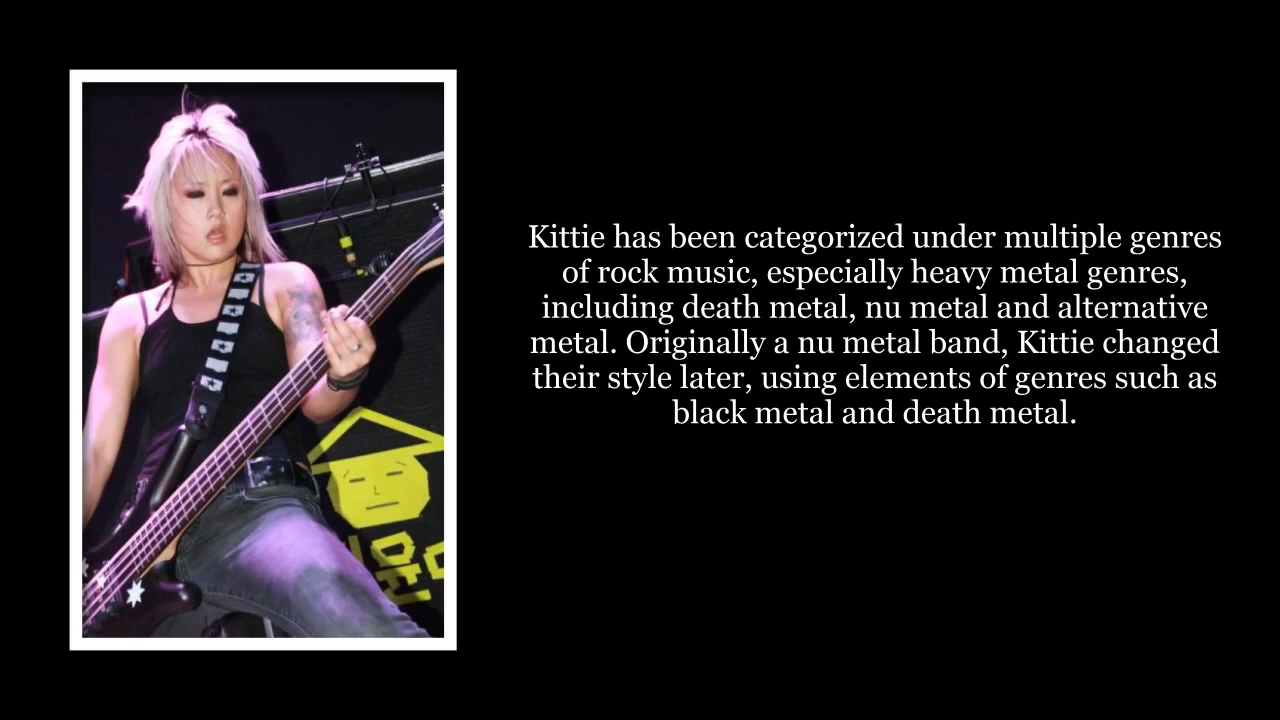 Kittie has been categorized under multiple genres
of rock music, especially heavy metal genres,
including death metal, nu metal and alternative
metal. Originally a nu metal band, Kittie changed
their style later, using elements of genres such as
black metal and death metal.